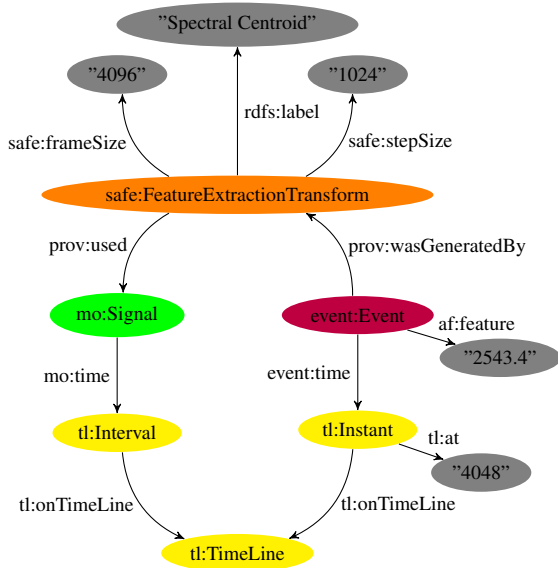 ”Spectral Centroid”
”4096”
”1024”
rdfs:label
safe:frameSize
safe:stepSize
safe:FeatureExtractionTransform
prov:used
prov:wasGeneratedBy
mo:Signal
event:Event
af:feature
”2543.4”
mo:time
event:time
tl:Interval
tl:Instant
tl:at
”4048”
tl:onTimeLine
tl:onTimeLine
tl:TimeLine